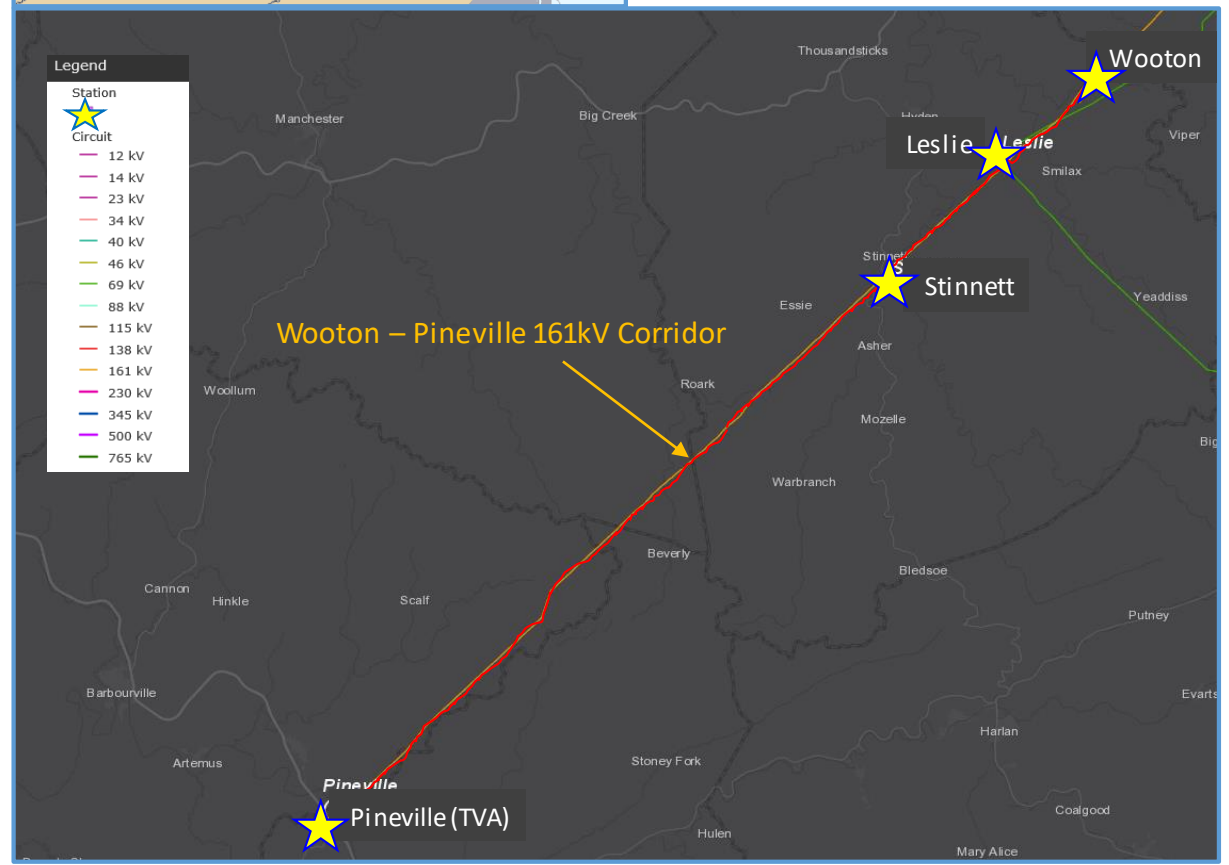 Legend
Station
Circuit
12 kV
14 kV
23 kV
34 kV
40 kV
46 kV
69 kV
88 kV
115 kV
138 kV
161 kV
230 kV
345 kV
500 kV
765 kV
Thousandsticks
Wooton
Manchester
Big Creek
Hyden
Viper
Leslie
Leslie
Smilax
Stinnett
Stinnett
Essie
Yeaddiss
Wooton – Pineville 161kV Corridor
Asher
Roark
Woollum
Mozelle
Big
Warbranch
Beverly
Bledsoe
Cannon
Hinkle
Scalf
Putney
Barbourville
Evarts
Harlan
Artemus
Stoney Fork
Pineville
Pineville (TVA)
Coalgood
Hulen
Mary Alice